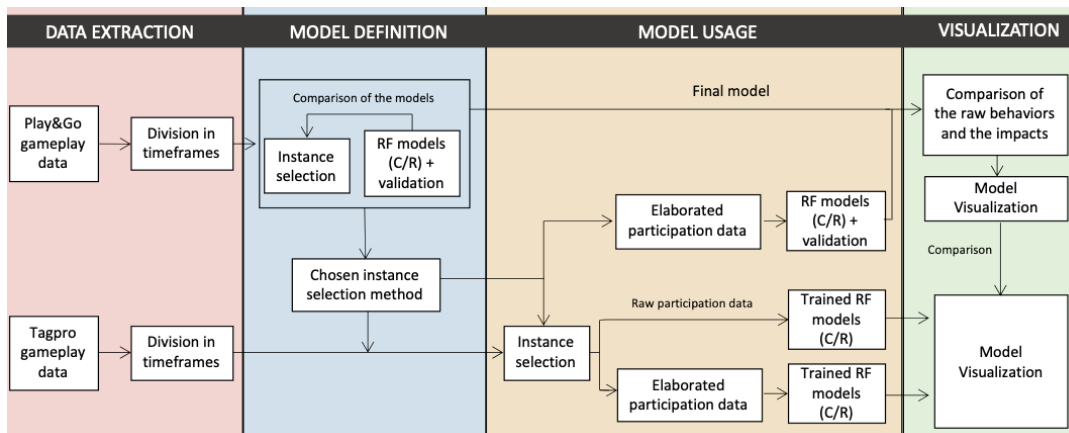 DATA EXTRACTION
MODEL DEFINITION
MODEL USAGE
VISUALIZATION
Play&Go
gameplay
data
Division in
timeframes
Comparison of the models
Instance
selection
RF models
(C/R) +
validation
Final model
Comparison of
the raw behaviors
and the impacts
Model
Visualization
Elaborated
participation data
RF models
(C/R) +
validation
Comparison
Chosen instance
selection method
Tagpro
gameplay
data
Division in
timeframes
Instance
selection
Raw participation data
Trained RF
models
(C/R)
Elaborated
participation data
Trained RF
models
(C/R)
Model
Visualization